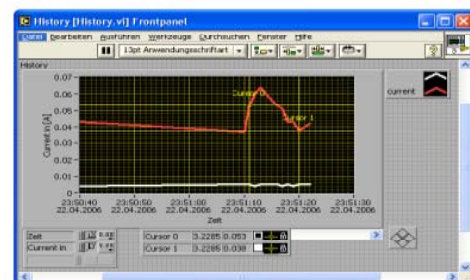 History [History.vi] Frontpanel
Datei Bearbeiten Ausführen Werkzeuge Durchsuchen Fenster Hilfe
13pt Anwendungsschriftart
History
0.07
0.06
0.05
0.04
0.03
0.02
0.01
0
Current in [A]
Cursor 0
Cursor 1
current
23:50:40 23:50:50 23:51:00 23:51:10 23:51:20 23:51:30
22.04.2006 22.04.2006 22.04.2006 22.04.2006 22.04.2006 22.04.2006
Zeit
Zeit
Current in
Cursor 0 3.2285 0.053
Cursor 1 3.2285 0.038